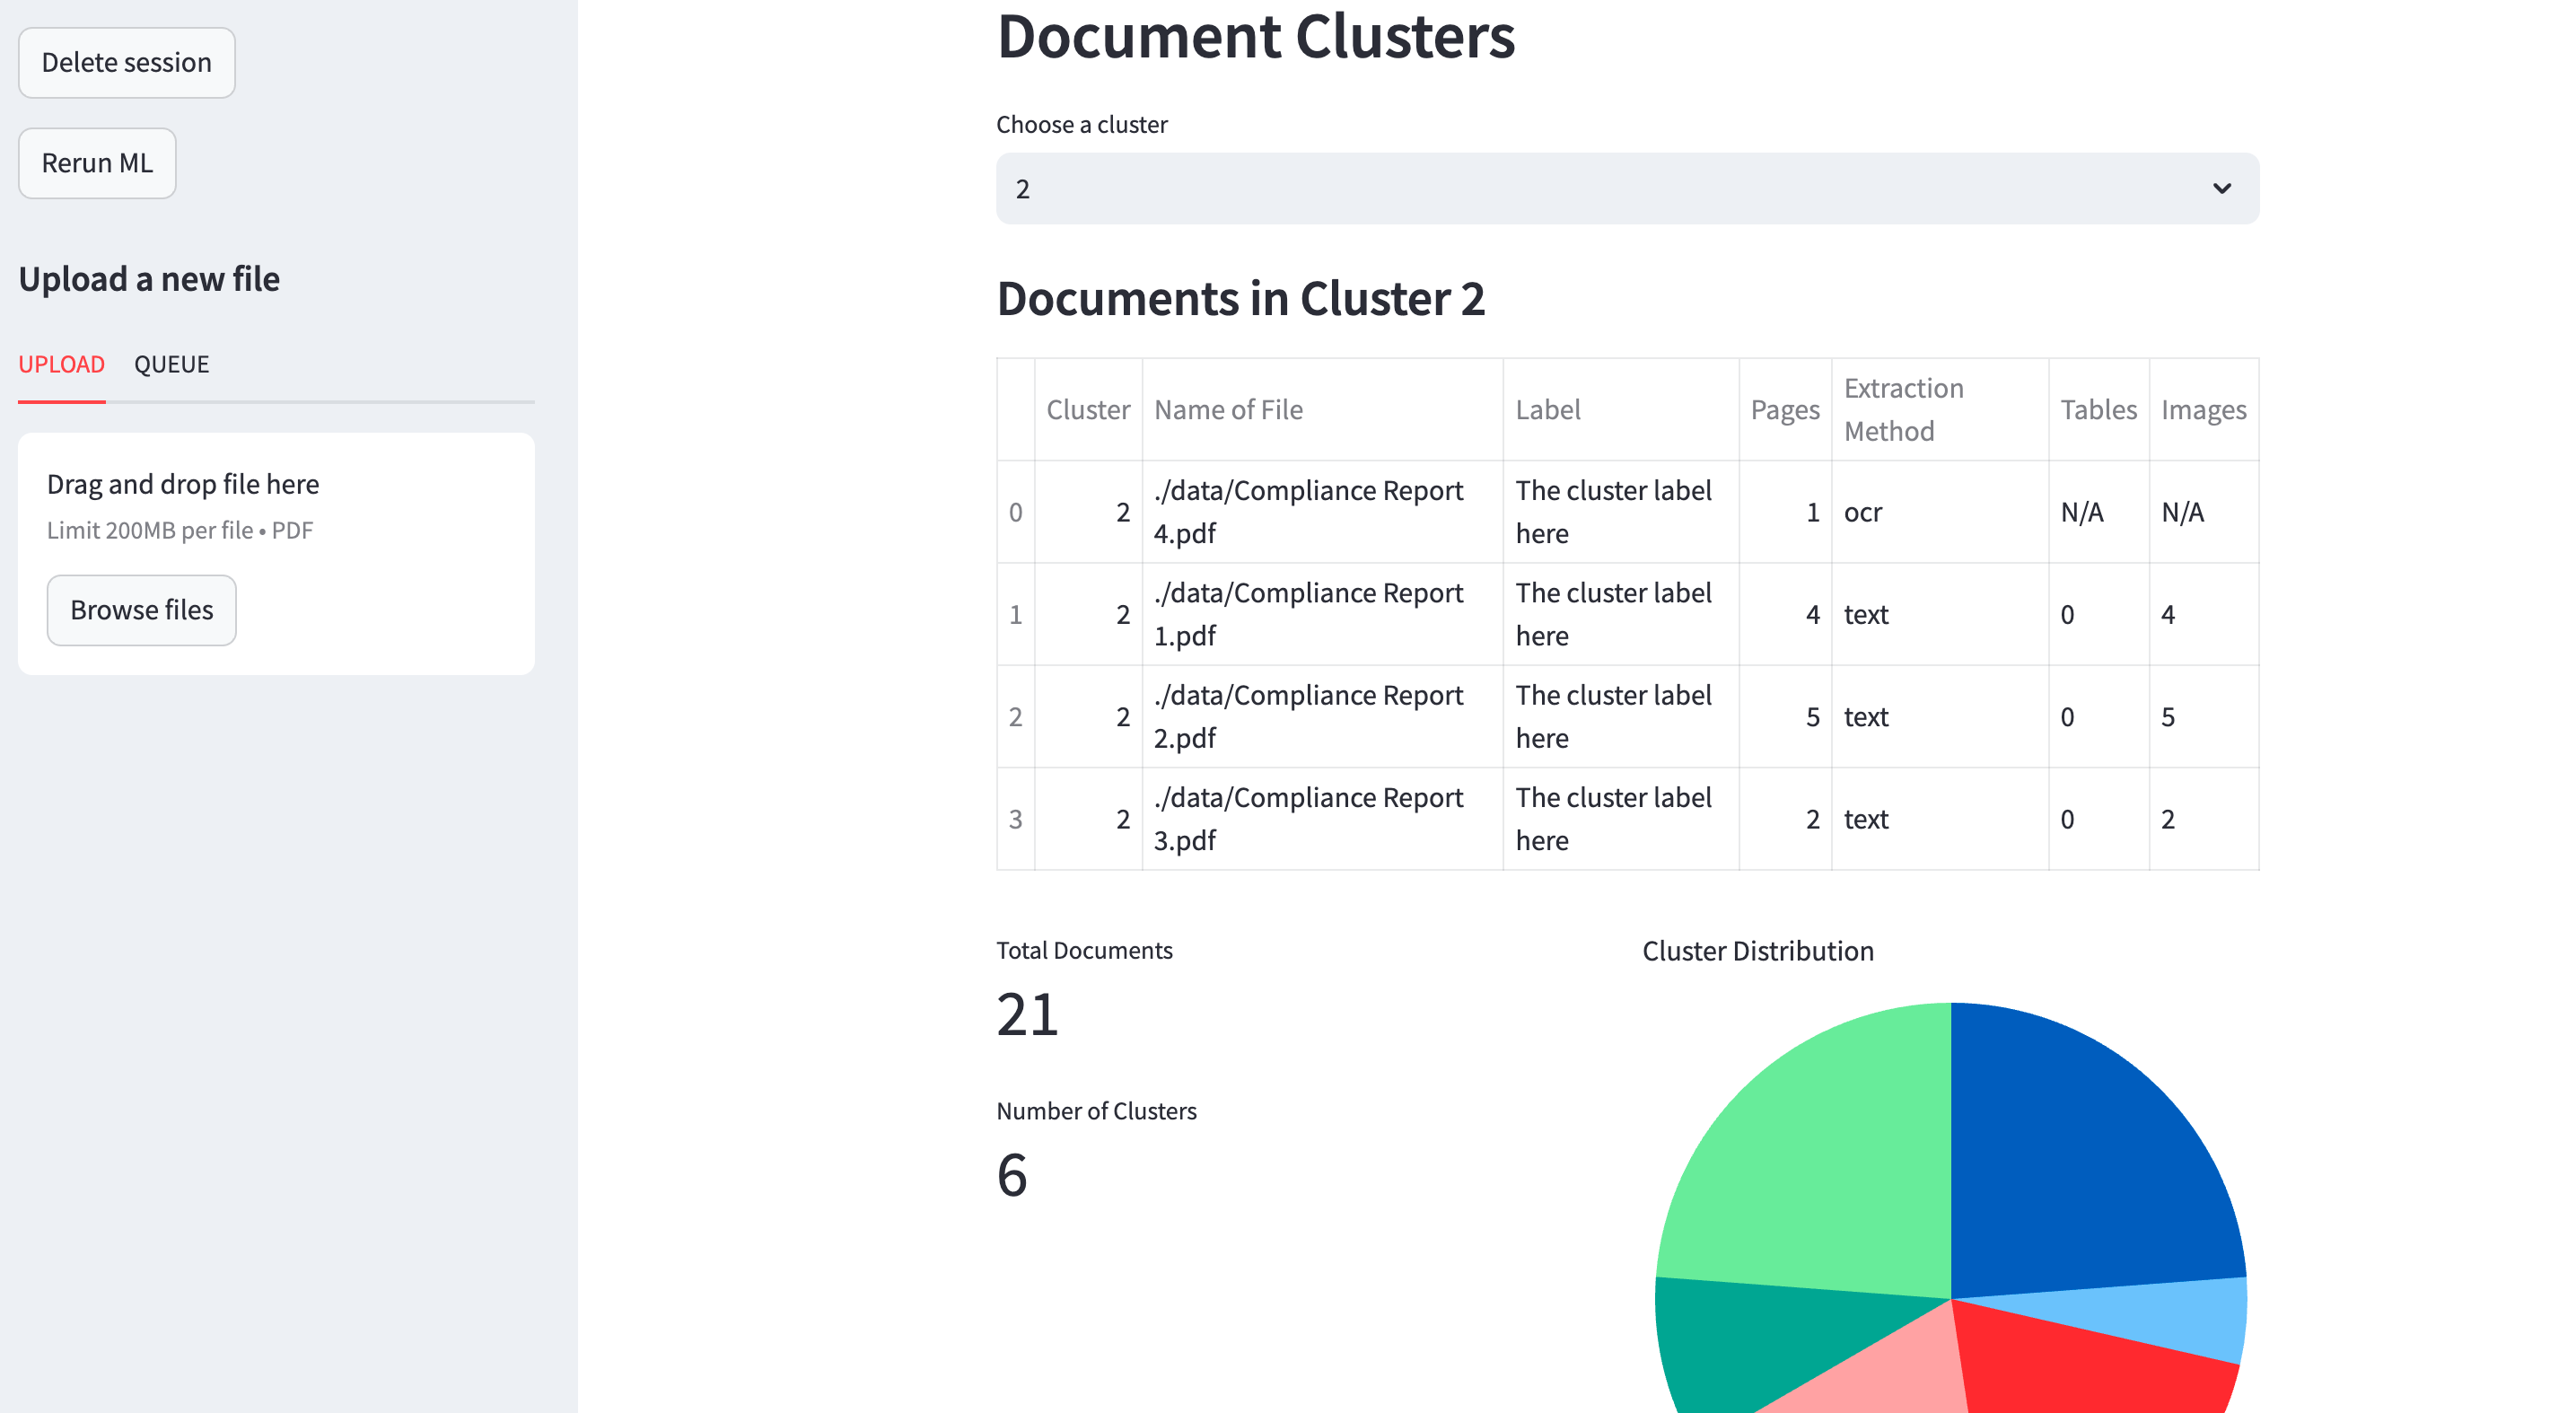 Delete session
Rerun ML
Upload a new file
UPLOAD QUEUE
Drag and drop file here
Limit 200MB per file • PDF
Browse files
Document Clusters
Choose a cluster
2
Documents in Cluster 2
Cluster Name of File Label Pages Extraction Method Tables Images
0 2 ./data/Compliance Report 4.pdf The cluster label here 1 ocr N/A N/A
1 2 ./data/Compliance Report 1.pdf The cluster label here 4 text 0 4
2 2 ./data/Compliance Report 2.pdf The cluster label here 5 text 0 5
3 2 ./data/Compliance Report 3.pdf The cluster label here 2 text 0 2
Total Documents
21
Number of Clusters
6
Cluster Distribution